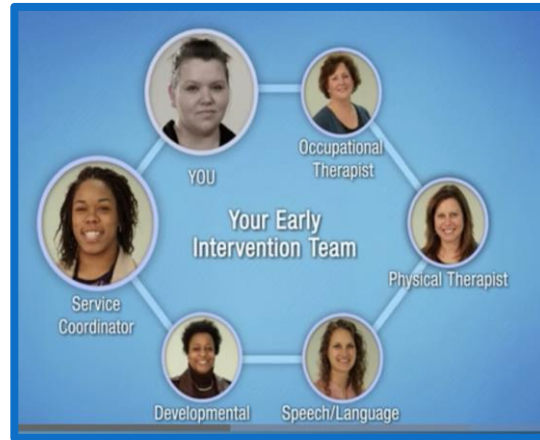 YOU
Occupational
Therapist
Your Early
Intervention Team
Physical Therapist
Service
Coordinator
Developmental
Speech/Language